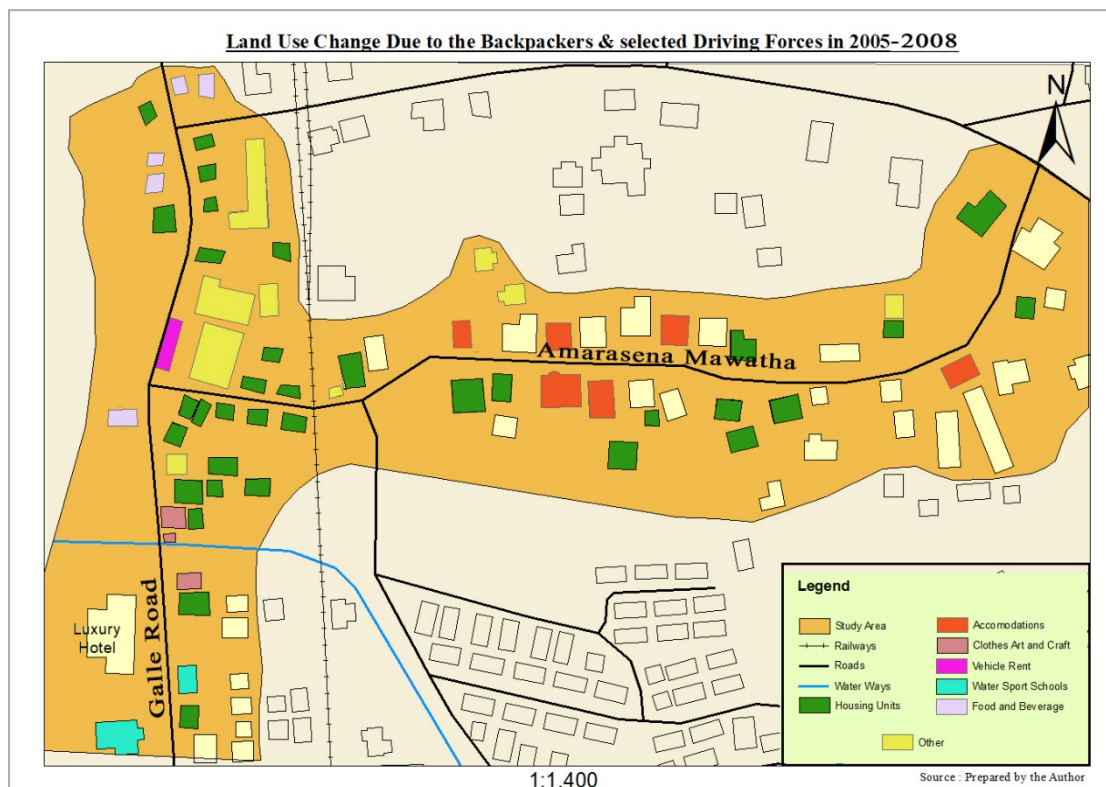 Land Use Change Due to the Backpackers & selected Driving Forces in 2005-2008
N
Amarasena Mawatha
Galle Road
Luxury
Hotel
Legend
Study Area
Railways
Roads
Water Ways
Housing Units
Accomodations
Clothes Art and Craft
Vehicle Rent
Water Sport Schools
Food and Beverage
Other
1:1,400
Source : Prepared by the Author